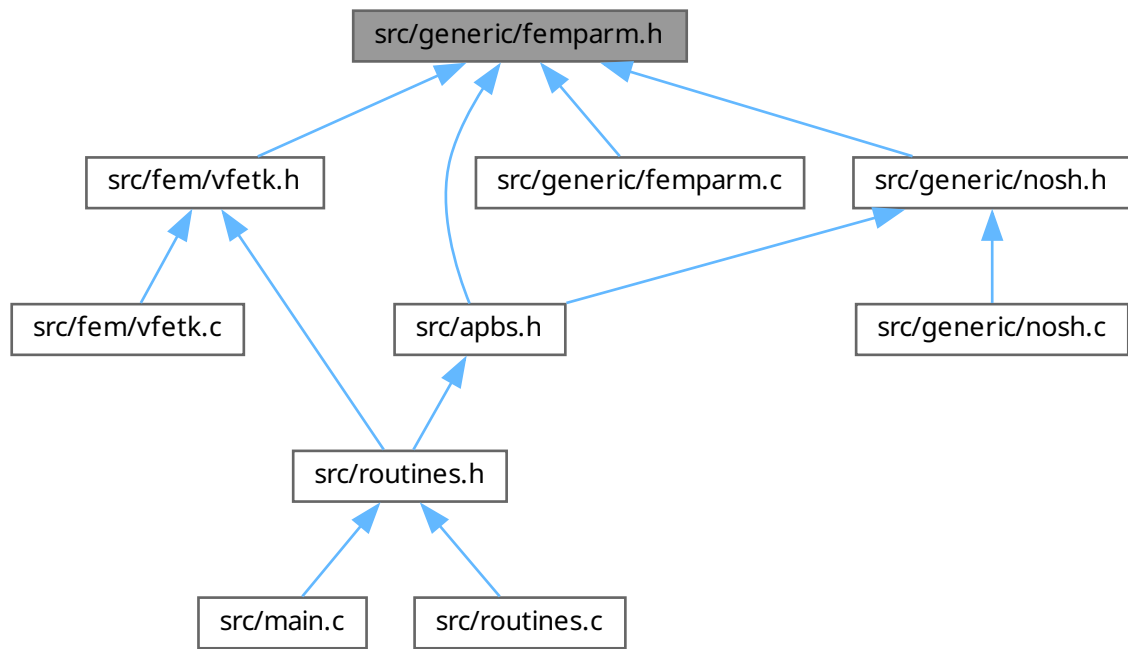 src/generic/femparm.h
src/fem/vfetk.h
src/generic/femparm.c
src/generic/nosh.h
src/fem/vfetk.c
src/apbs.h
src/generic/nosh.c
src/routines.h
src/main.c
src/routines.c